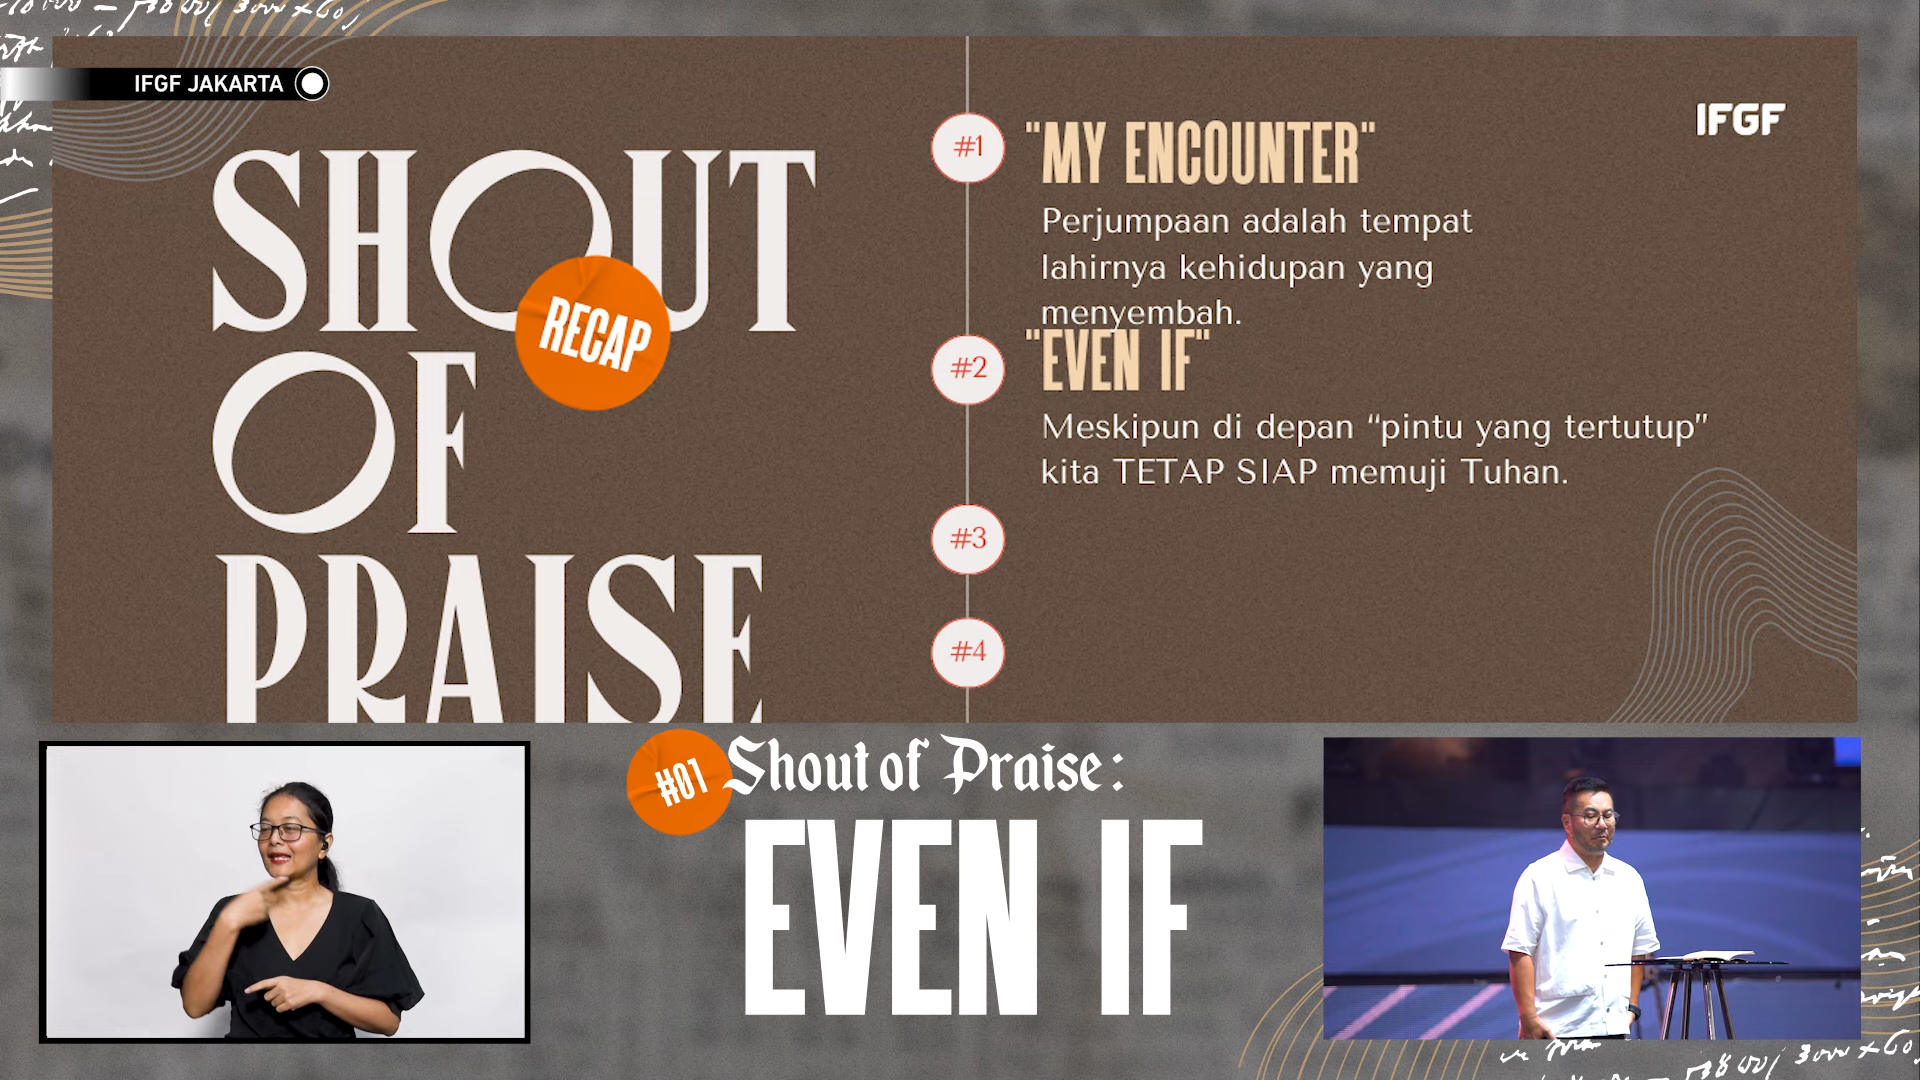 IFGF JAKARTA
IFGF
SHOUT
OF
PRAISE
RECAP
#1
"MY ENCOUNTER"
Perjumpaan adalah tempat
lahirnya kehidupan yang
menyembah.
#2
"EVEN IF"
Meskipun di depan “pintu yang tertutup”
kita TETAP SIAP memuji Tuhan.
#3
#4
#01
Shout of Praise:
EVEN IF